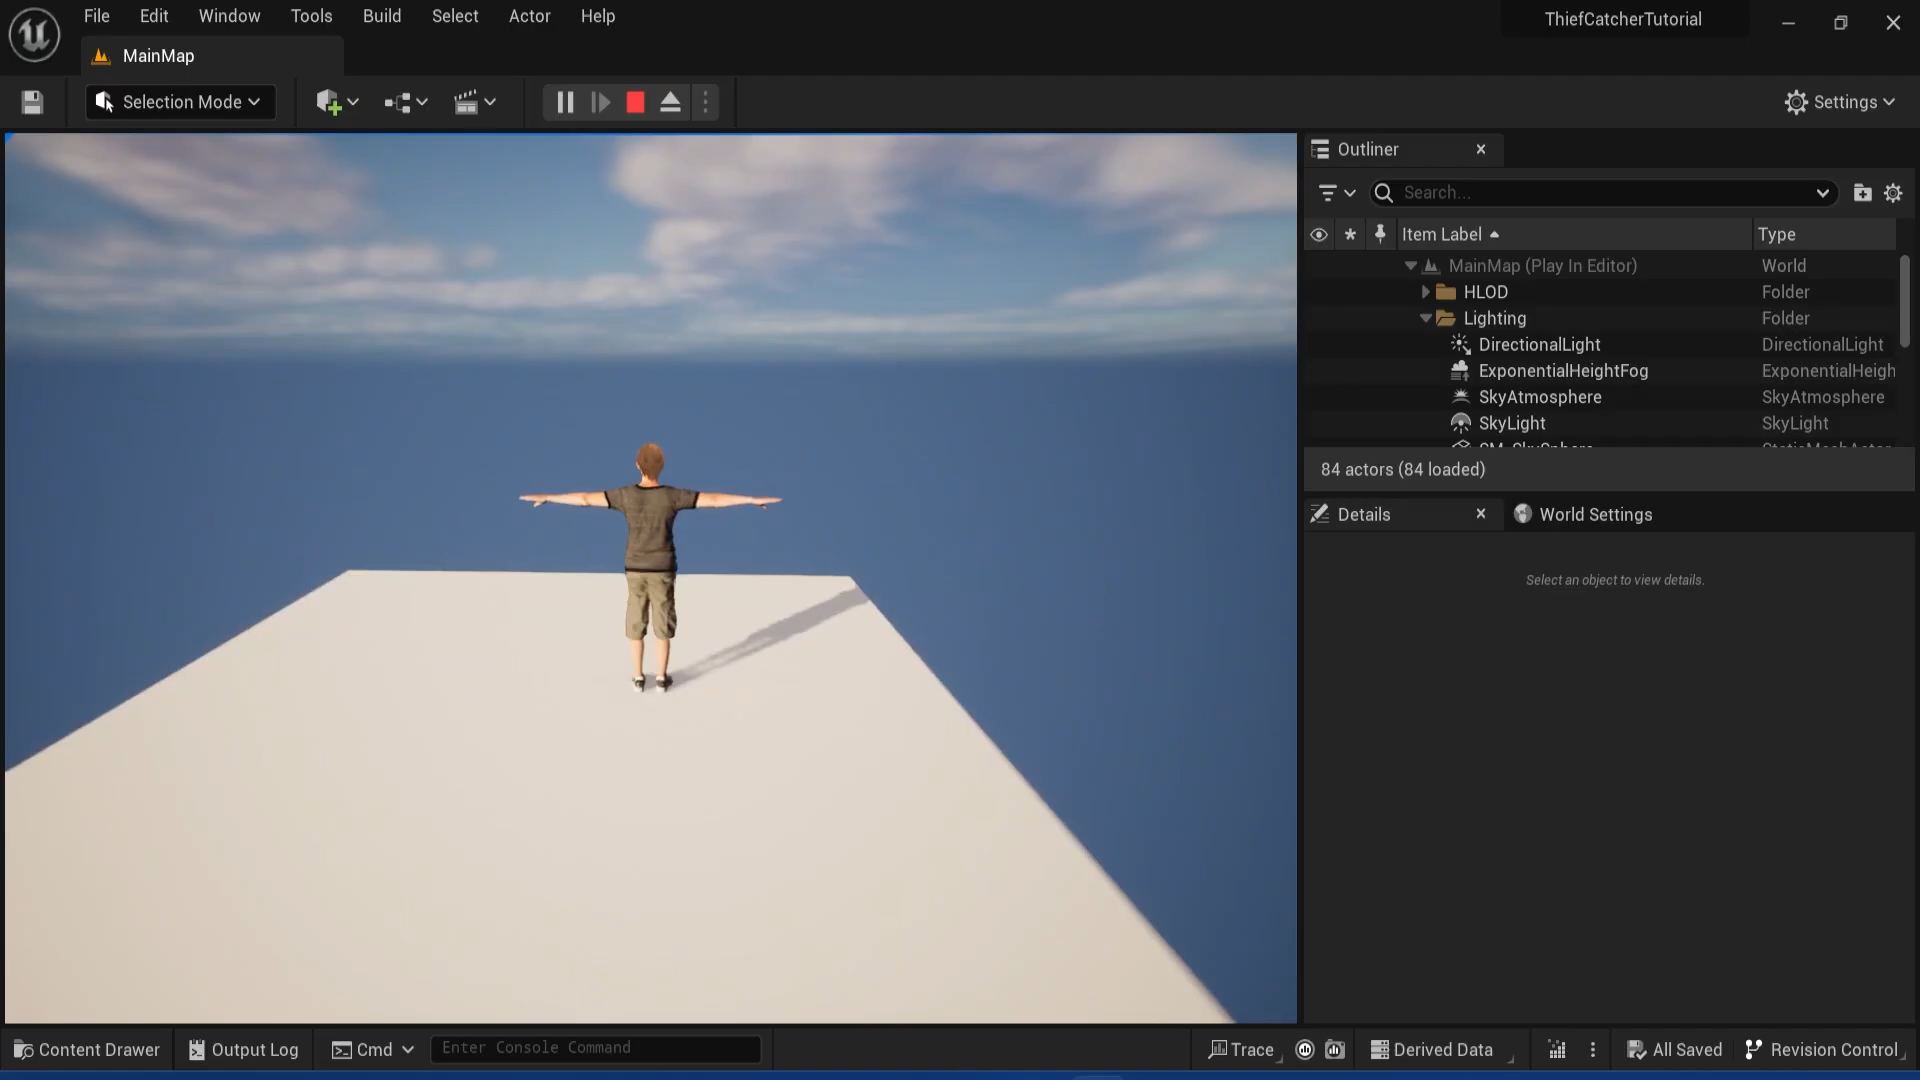 File Edit Window Tools Build Select Actor Help
ThiefCatcherTutorial
MainMap
Selection Mode
Settings
Outliner
Search...
Item Label Type
MainMap (Play In Editor) World
HLOD Folder
Lighting Folder
DirectionalLight DirectionalLight
ExponentialHeightFog ExponentialHeigh
SkyAtmosphere SkyAtmosphere
SkyLight SkyLight
84 actors (84 loaded)
Details World Settings
Select an object to view details.
Content Drawer Output Log Cmd Enter Console Command Trace Derived Data All Saved Revision Control